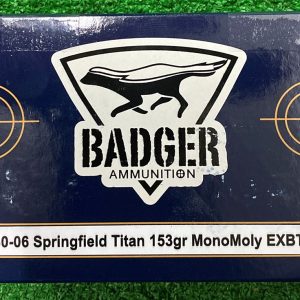 BADGER
AMMUNITION
0-06 Springfield Titan 153gr MonoMoly EXBT